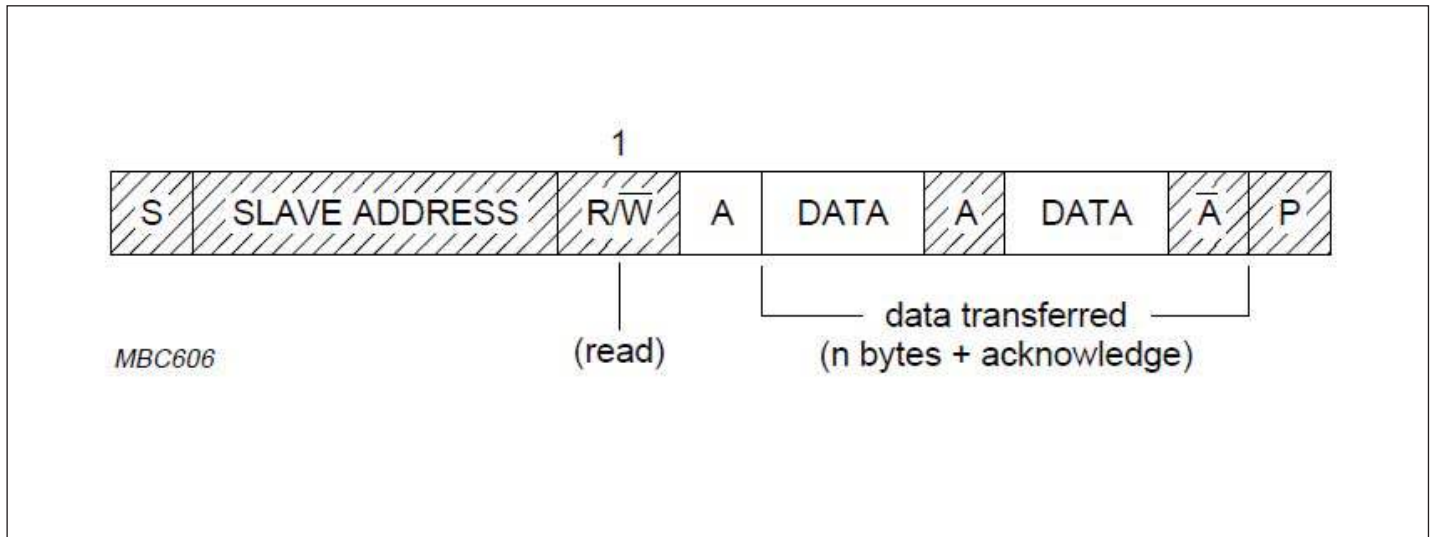 1
S SLAVE ADDRESS R/W̅ A DATA A DATA A̅ P
data transferred
(read) (n bytes + acknowledge)
MBC606